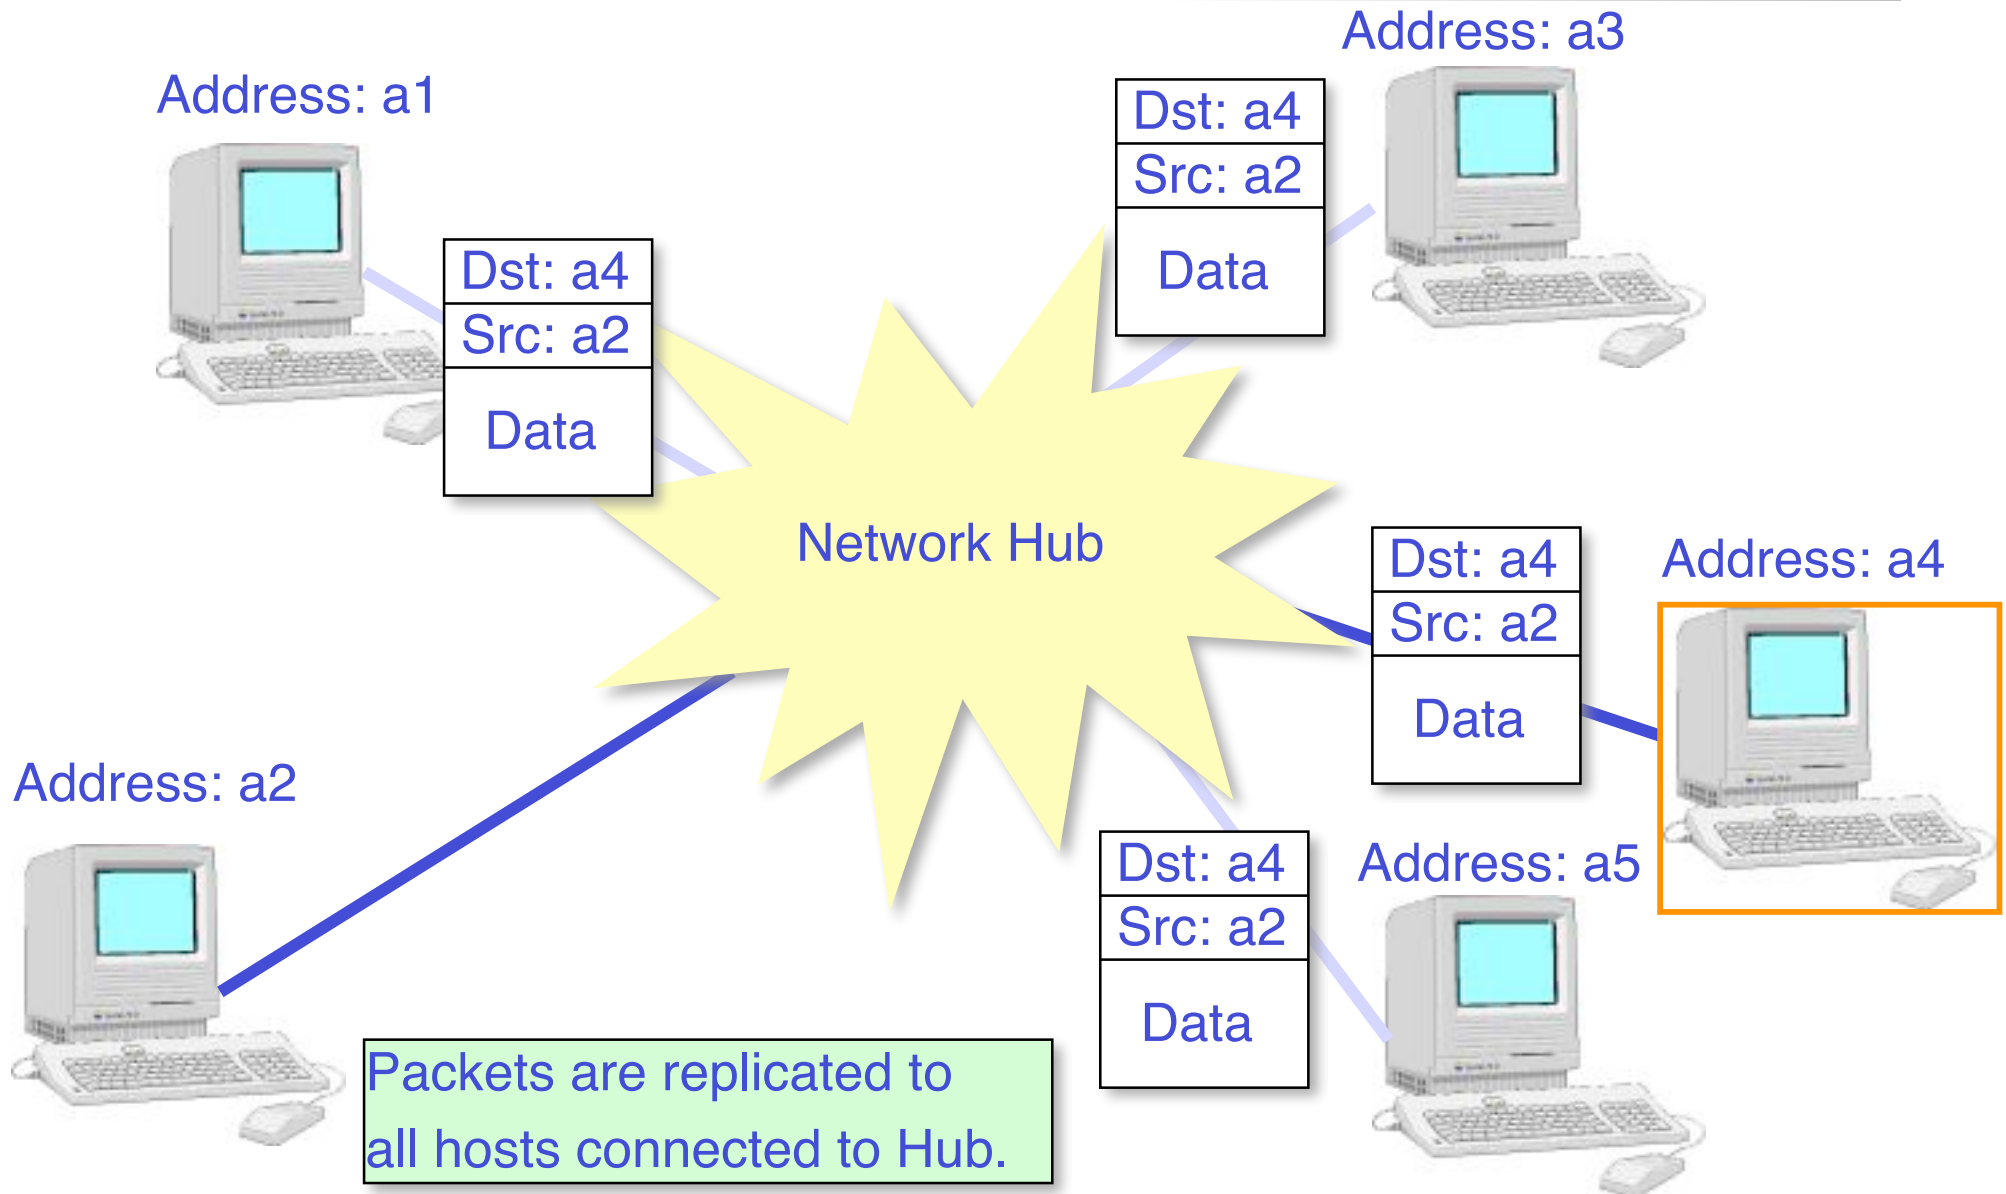 Address: a3
Address: a1
Dst: a4
Src: a2
Data
Dst: a4
Src: a2
Data
Network Hub
Dst: a4
Src: a2
Data
Address: a4
Address: a2
Dst: a4
Src: a2
Data
Address: a5
Packets are replicated to
all hosts connected to Hub.